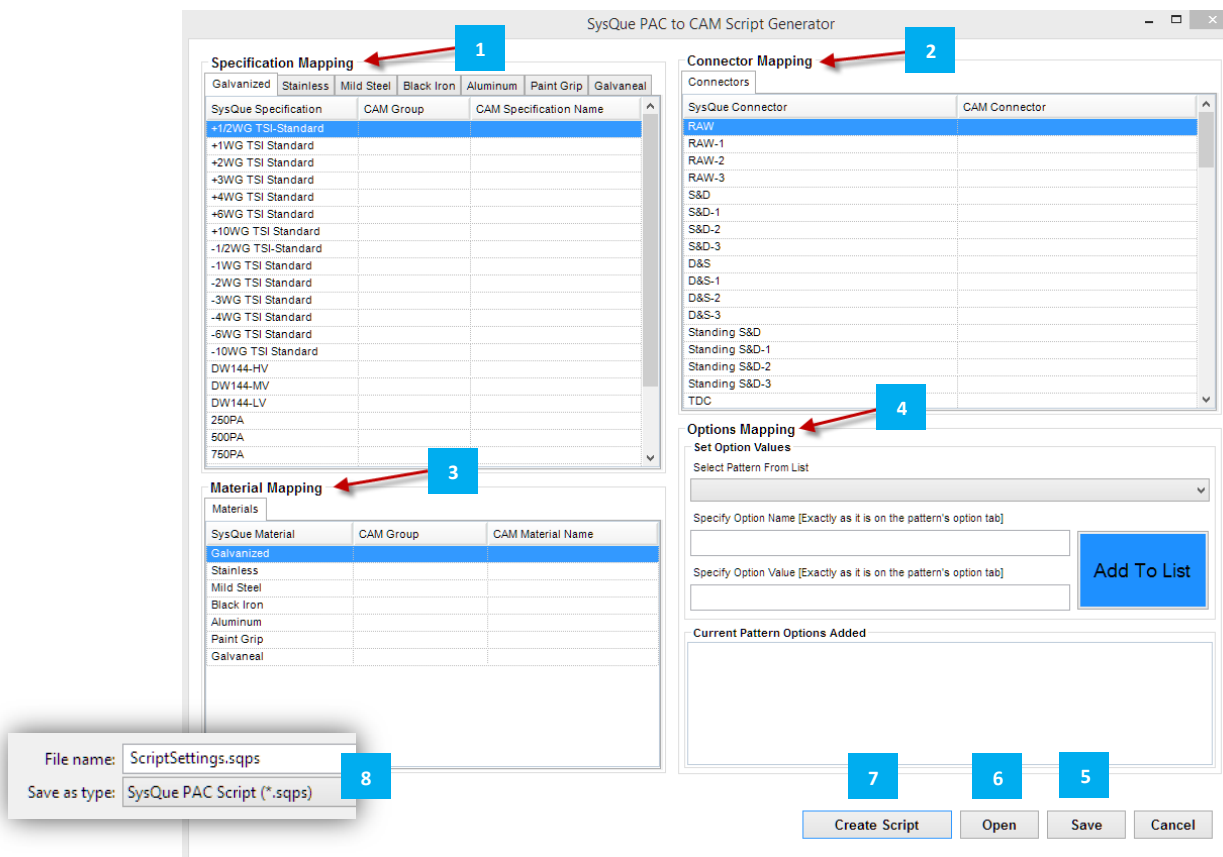 SysQue PAC to CAM Script Generator
1
Specification Mapping
Galvanized Stainless Mild Steel Black Iron Aluminum Paint Grip Galvaneal
SysQue Specification CAM Group CAM Specification Name
+1/2WG TSI-Standard
+1WG TSI Standard
+2WG TSI Standard
+3WG TSI Standard
+4WG TSI Standard
+6WG TSI Standard
+10WG TSI Standard
-1/2WG TSI-Standard
-1WG TSI Standard
-2WG TSI Standard
-3WG TSI Standard
-4WG TSI Standard
-6WG TSI Standard
-10WG TSI Standard
DW144-HV
DW144-MV
DW144-LV
250PA
500PA
750PA
2
Connector Mapping
Connectors
SysQue Connector CAM Connector
RAW
RAW-1
RAW-2
RAW-3
S&D
S&D-1
S&D-2
S&D-3
D&S
D&S-1
D&S-2
D&S-3
Standing S&D
Standing S&D-1
Standing S&D-2
Standing S&D-3
TDC
3
Material Mapping
Materials
SysQue Material CAM Group CAM Material Name
Galvanized
Stainless
Mild Steel
Black Iron
Aluminum
Paint Grip
Galvaneal
4
Options Mapping
Set Option Values
Select Pattern From List
Specify Option Name [Exactly as it is on the pattern's option tab]
Specify Option Value [Exactly as it is on the pattern's option tab]
Add To List
Current Pattern Options Added
File name: ScriptSettings.sqps
Save as type: SysQue PAC Script (*.sqps)
8
7 6 5
Create Script Open Save Cancel